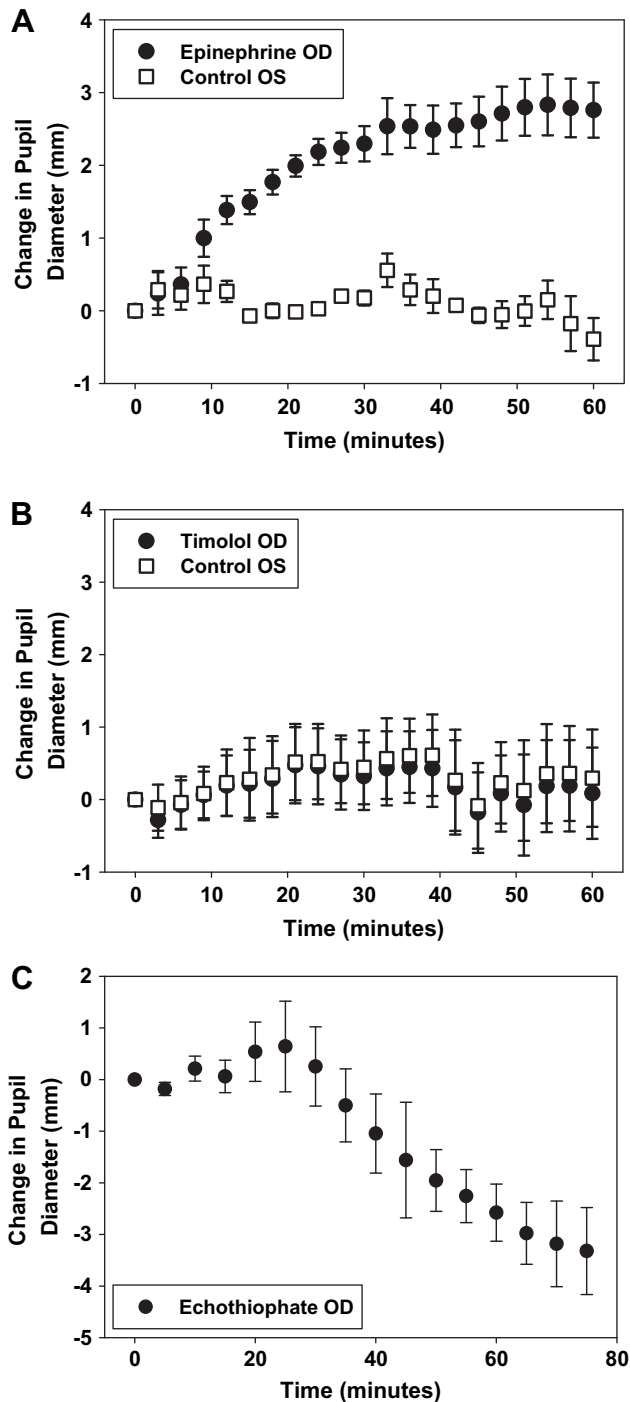 A
Epinephrine OD
Control OS
Change in Pupil
Diameter (mm)
4
3
2
1
0
-1
0 10 20 30 40 50 60
Time (minutes)
B
Timolol OD
Control OS
Change in Pupil
Diameter (mm)
4
3
2
1
0
-1
0 10 20 30 40 50 60
Time (minutes)
C
Change in Pupil
Diameter (mm)
2
1
0
-1
-2
-3
-4
-5
Echothiophate OD
0 20 40 60 80
Time (minutes)